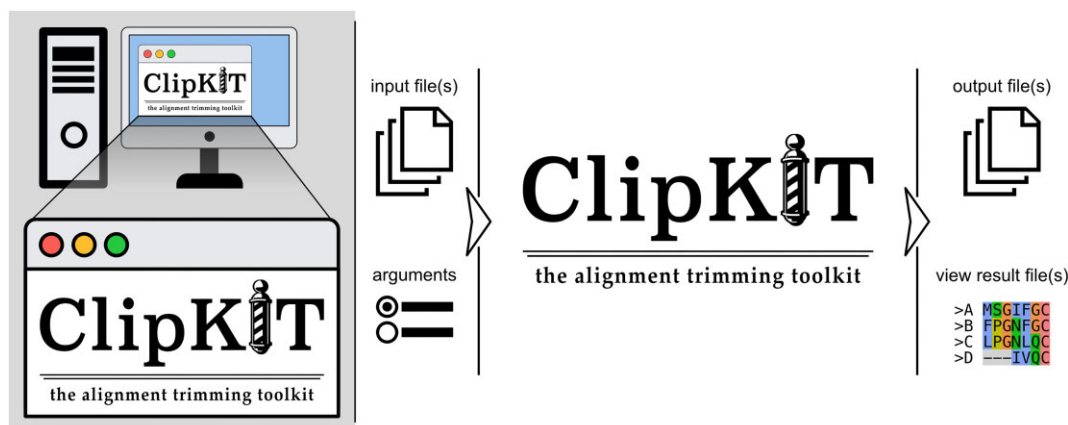 ClipKIT
the alignment trimming toolkit
ClipKIT
the alignment trimming toolkit
input file(s)
arguments
ClipKIT
the alignment trimming toolkit
output file(s)
view result file(s)
>A MSGIFGC
>B FPGNFGC
>C LPGNLQC
>D ---IVQC